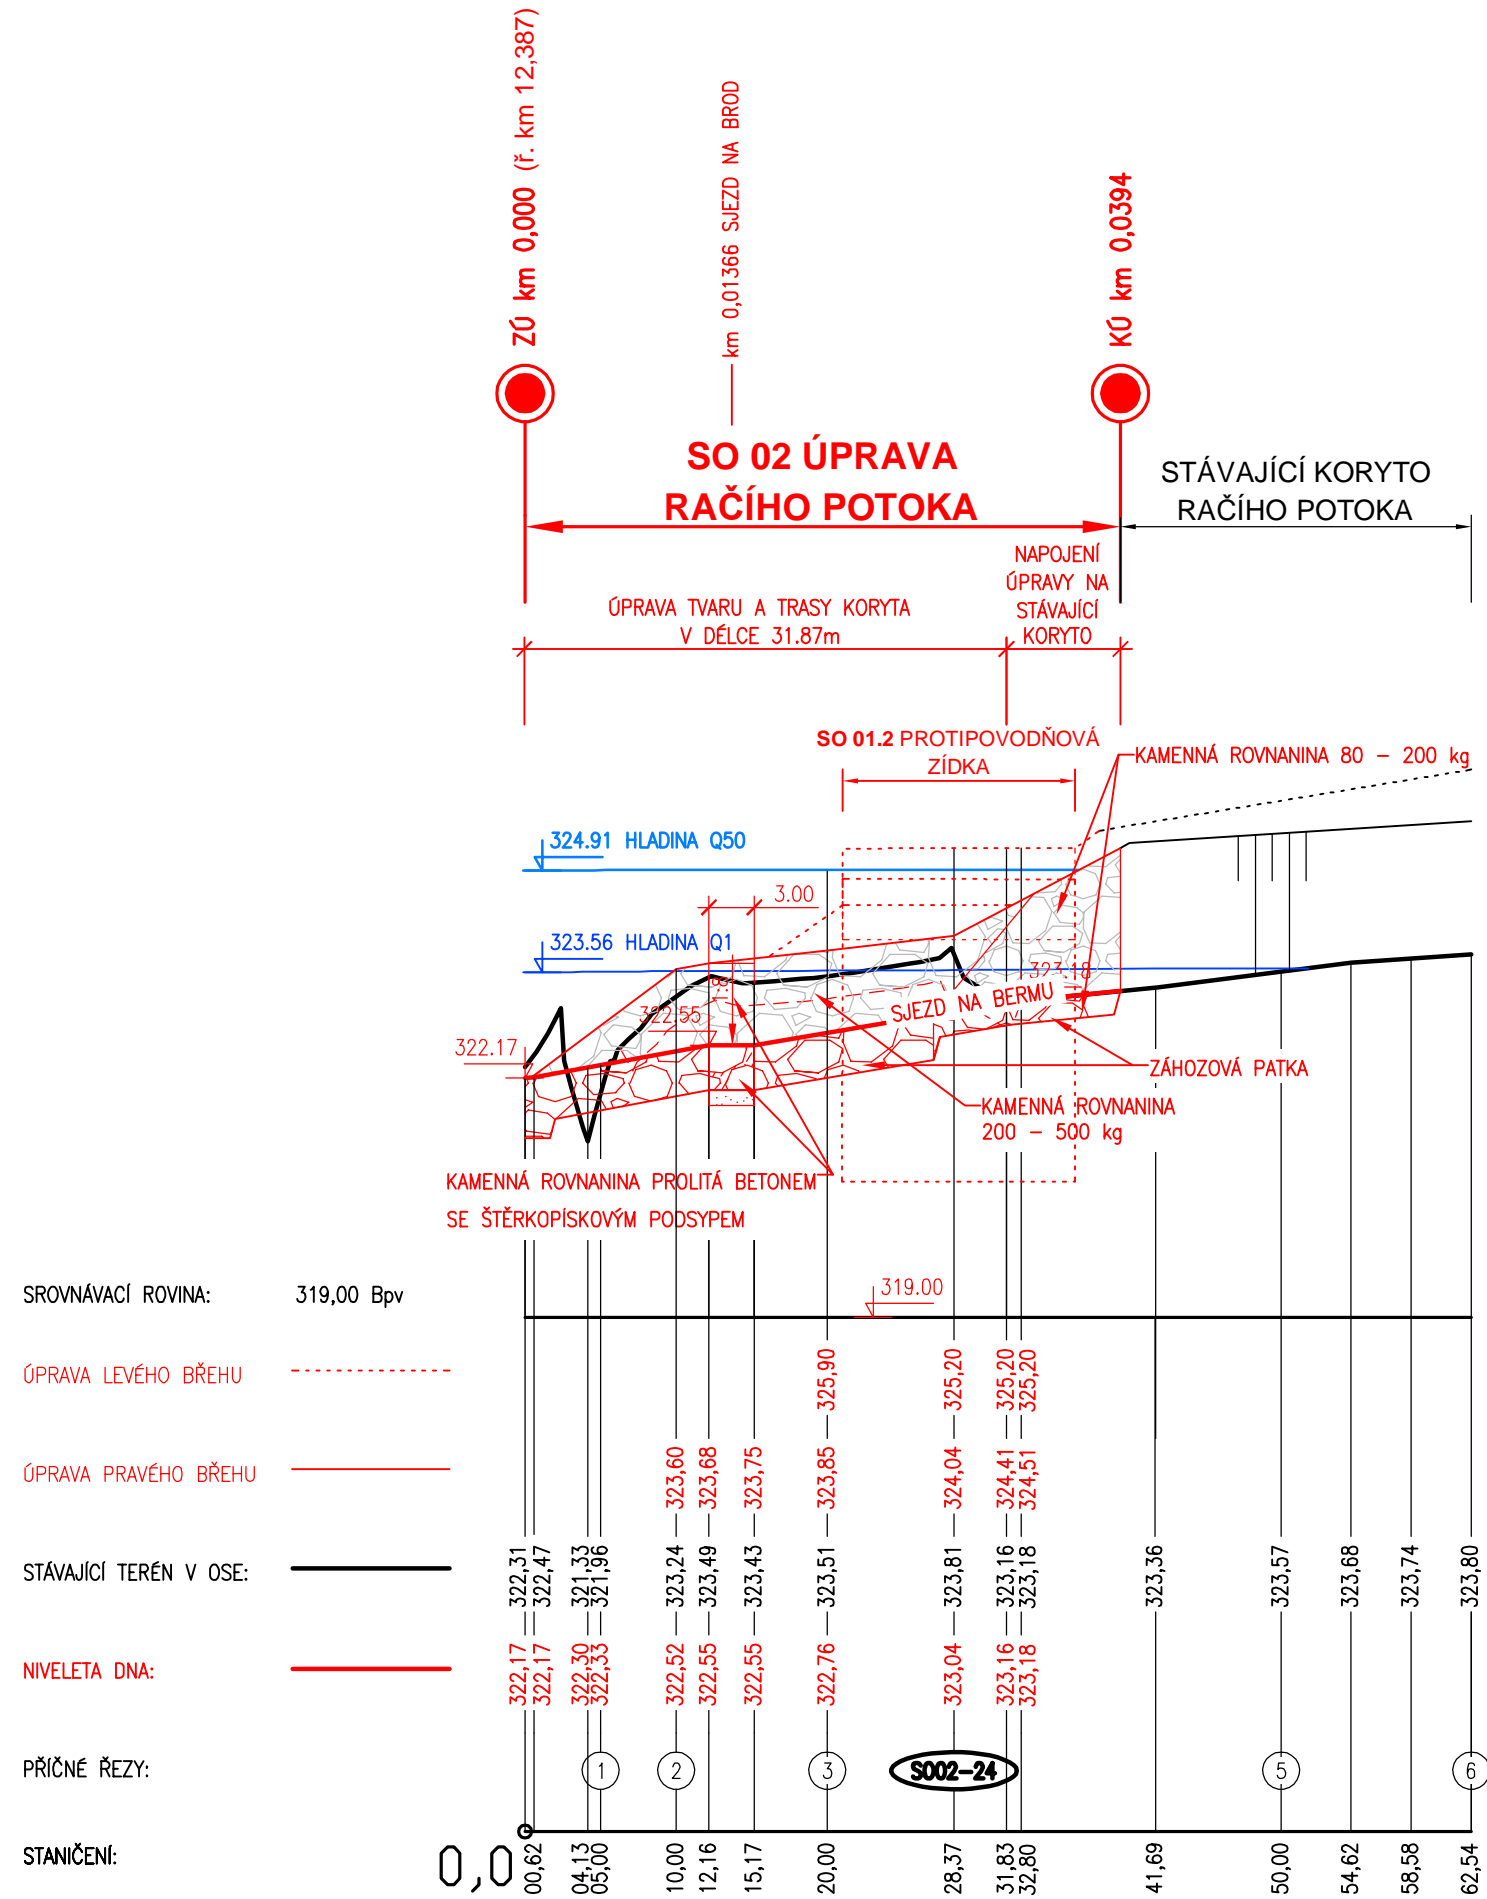 ZÚ km 0,000 (ř. km 12,387)
km 0,01366 SJEZD NA BROD
KÚ km 0,0394
SO 02 ÚPRAVA
RAČÍHO POTOKA
STÁVAJÍCÍ KORYTO
RAČÍHO POTOKA
NAPOJENÍ
ÚPRAVY NA
STÁVAJÍCÍ
KORYTO
ÚPRAVA TVARU A TRASY KORYTA
V DÉLCE 31.87m
SO 01.2 PROTIPOVODŇOVÁ
ZÍDKA
KAMENNÁ ROVNANINA 80 – 200 kg
324.91 HLADINA Q50
3.00
323.56 HLADINA Q1
323.18
SJEZD NA BERMU
322.55
322.17
ZÁHOZOVÁ PATKA
KAMENNÁ ROVNANINA
200 – 500 kg
KAMENNÁ ROVNANINA PROLITÁ BETONEM
SE ŠTĚRKOPÍSKOVÝM PODSYPEM
SROVNÁVACÍ ROVINA: 319,00 Bpv
319.00
ÚPRAVA LEVÉHO BŘEHU 325,90 325,20 325,20 325,20
ÚPRAVA PRAVÉHO BŘEHU 323,60 323,68 323,75 323,85 324,04 324,41 324,51
STÁVAJÍCÍ TERÉN V OSE: 322,31 322,47 321,33 321,96 323,24 323,49 323,43 323,51 323,81 323,16 323,18 323,36 323,57 323,68 323,74 323,80
NIVELETA DNA: 322,17 322,17 322,30 322,33 322,52 322,55 322,55 322,76 323,04 323,16 323,18
PŘÍČNÉ ŘEZY: 1 2 3 SO02-24 5 6
STANIČENÍ: 0,0 00,62 04,13 05,00 10,00 12,16 15,17 20,00 28,37 31,83 32,80 41,69 50,00 54,62 58,58 62,54